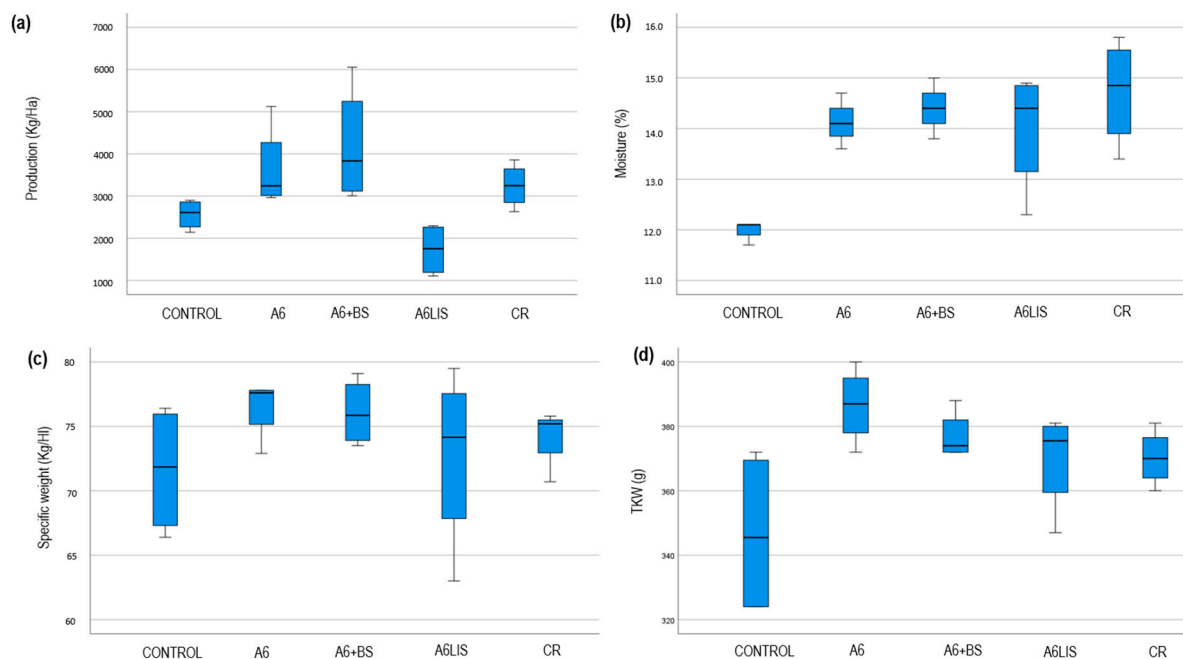 (a)
Production (Kg/Ha)
7000
6000
5000
4000
3000
2000
1000
CONTROL A6 A6+BS A6LIS CR
(b)
Moisture (%)
16.0
15.0
14.0
13.0
12.0
11.0
CONTROL A6 A6+BS A6LIS CR
(c)
Specific weight (Kg/Hl)
80
75
70
65
60
CONTROL A6 A6+BS A6LIS CR
(d)
TKW (g)
400
380
360
340
320
CONTROL A6 A6+BS A6LIS CR